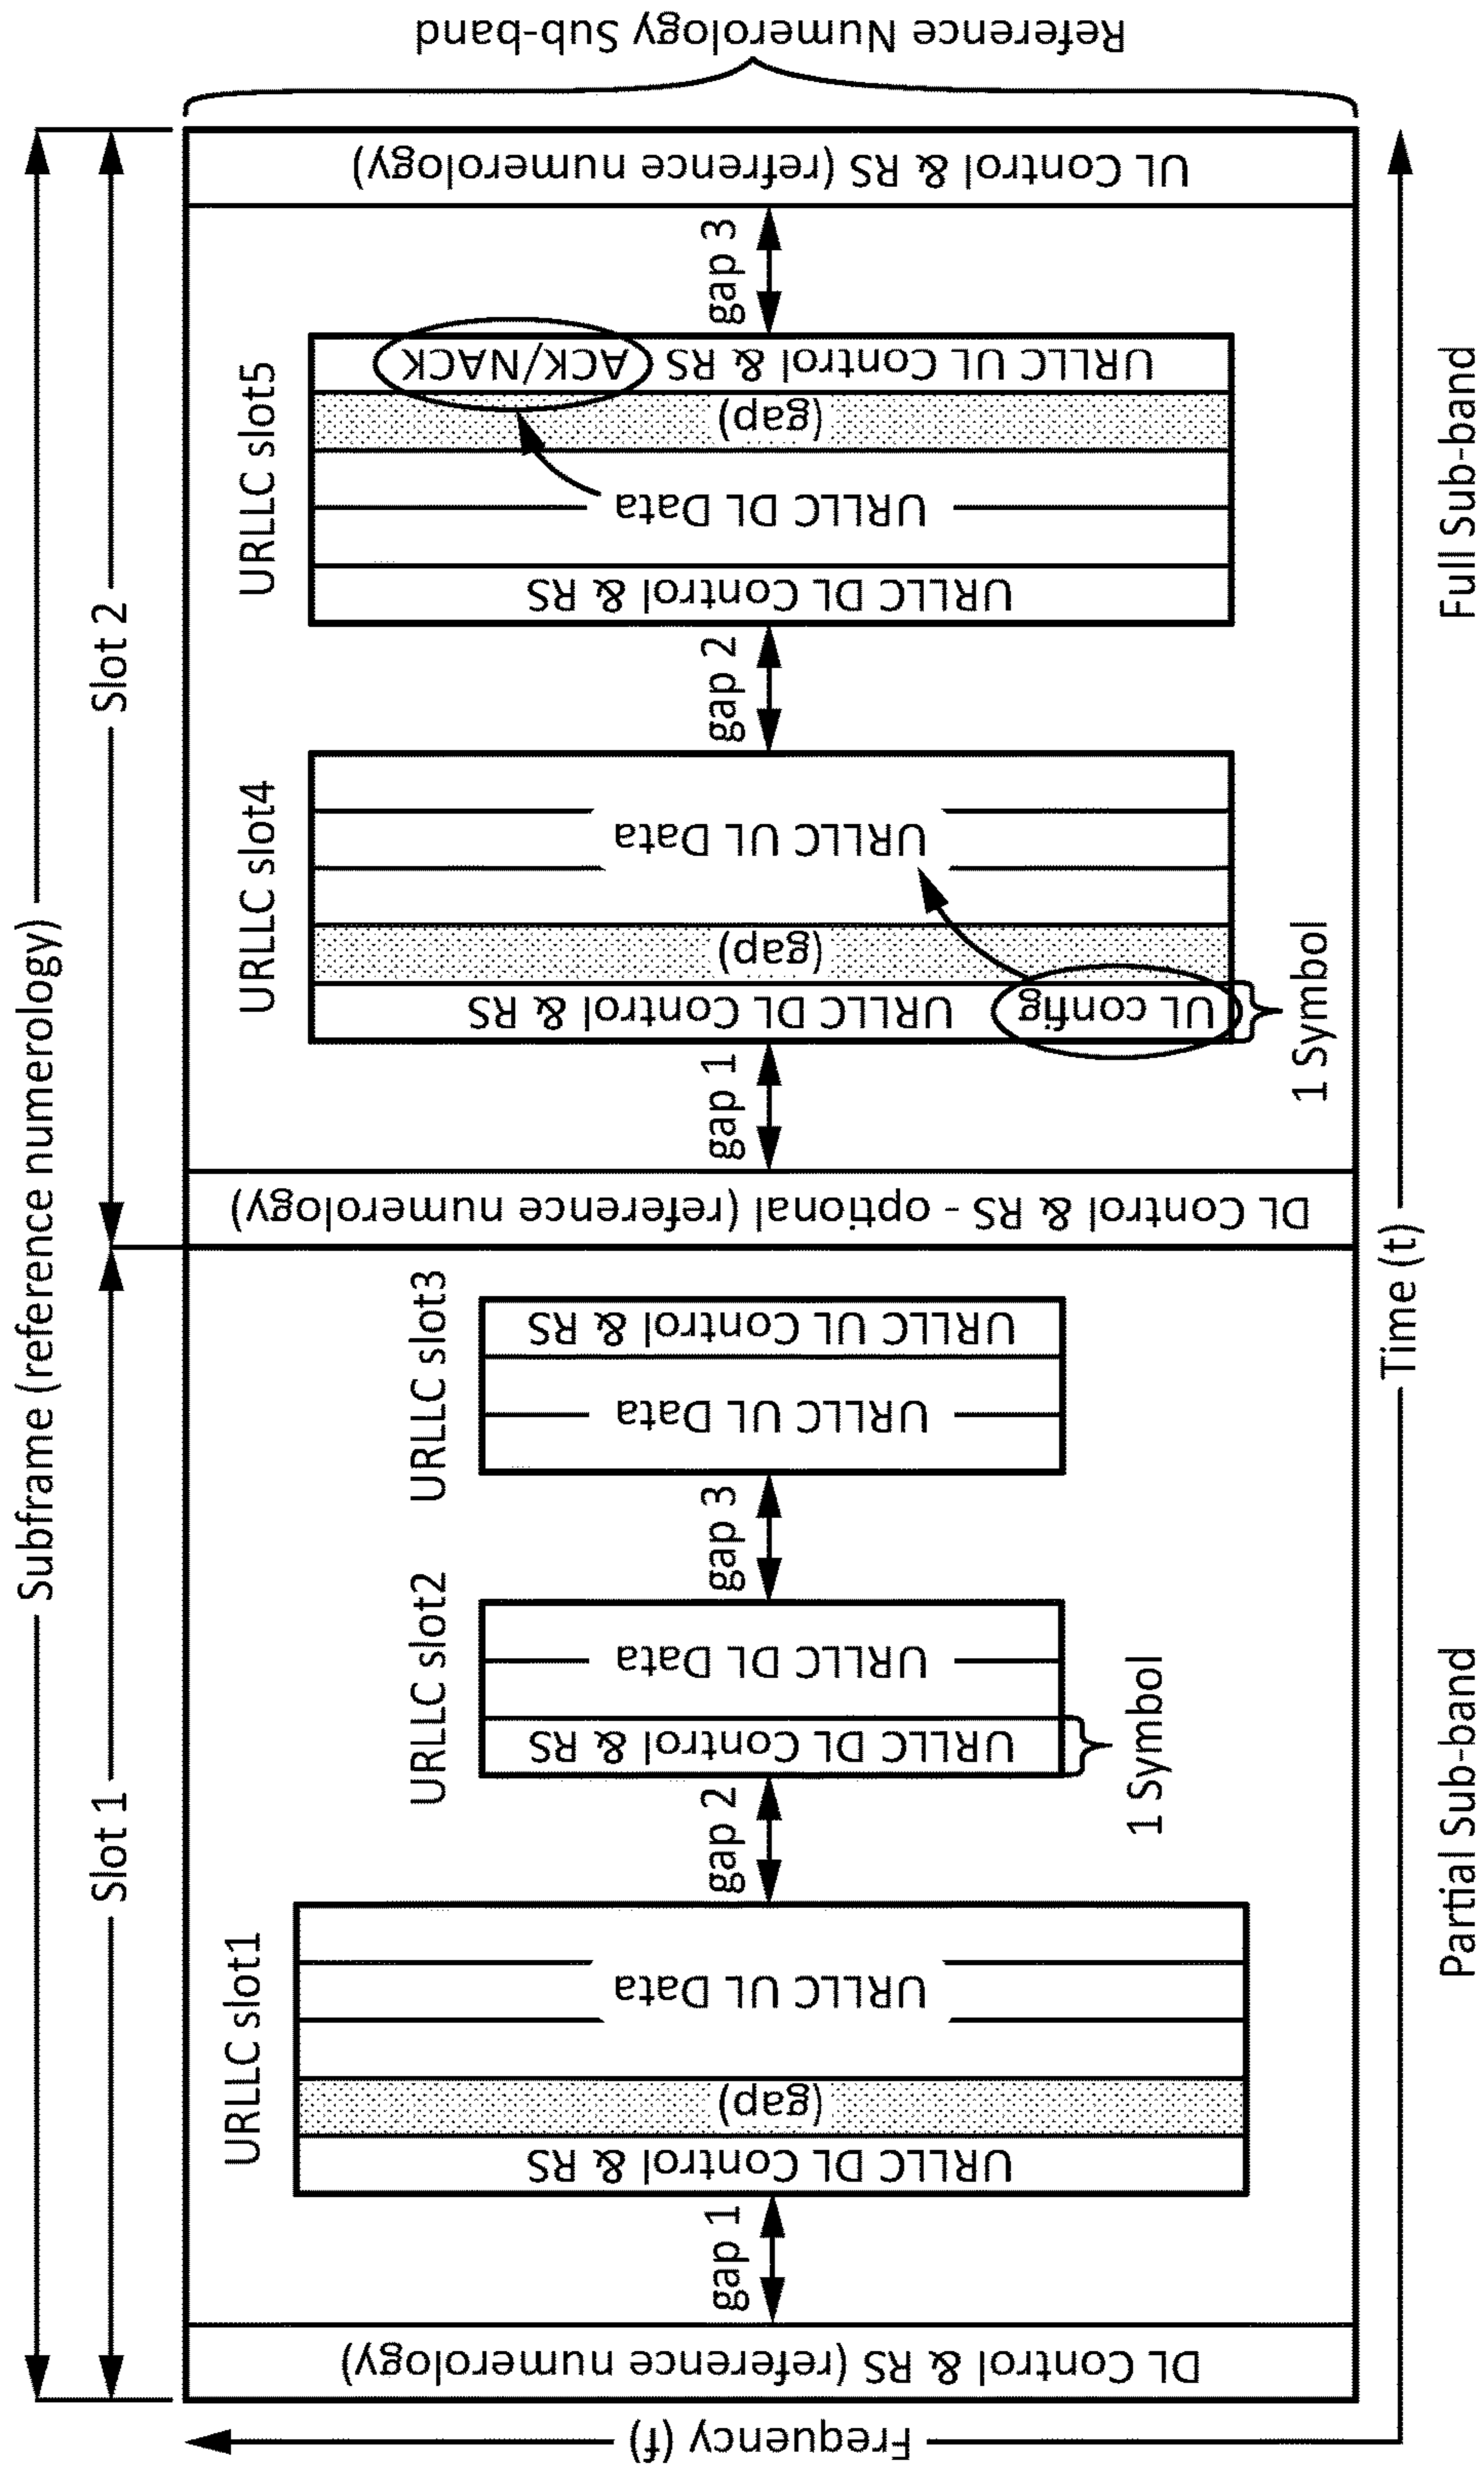 Subframe (reference numerology)
Slot 1
Slot 2
Frequency (f)
DL Control & RS (reference numerology)
gap 1
URLLC slot1
URLLC DL Control & RS
(gap)
URLLC UL Data
gap 2
URLLC slot2
URLLC DL Control & RS
URLLC DL Data
1 Symbol
gap 3
URLLC slot3
URLLC UL Data
URLLC UL Control & RS
DL Control & RS - optional (reference numerology)
gap 1
URLLC slot4
UL config URLLC DL Control & RS
(gap)
URLLC UL Data
1 Symbol
gap 2
URLLC slot5
URLLC DL Control & RS
URLLC DL Data
(gap)
URLLC UL Control & RS ACK/NACK
gap 3
UL Control & RS (refrence numerology)
Reference Numerology Sub-band
Time (t)
Partial Sub-band
Full Sub-band